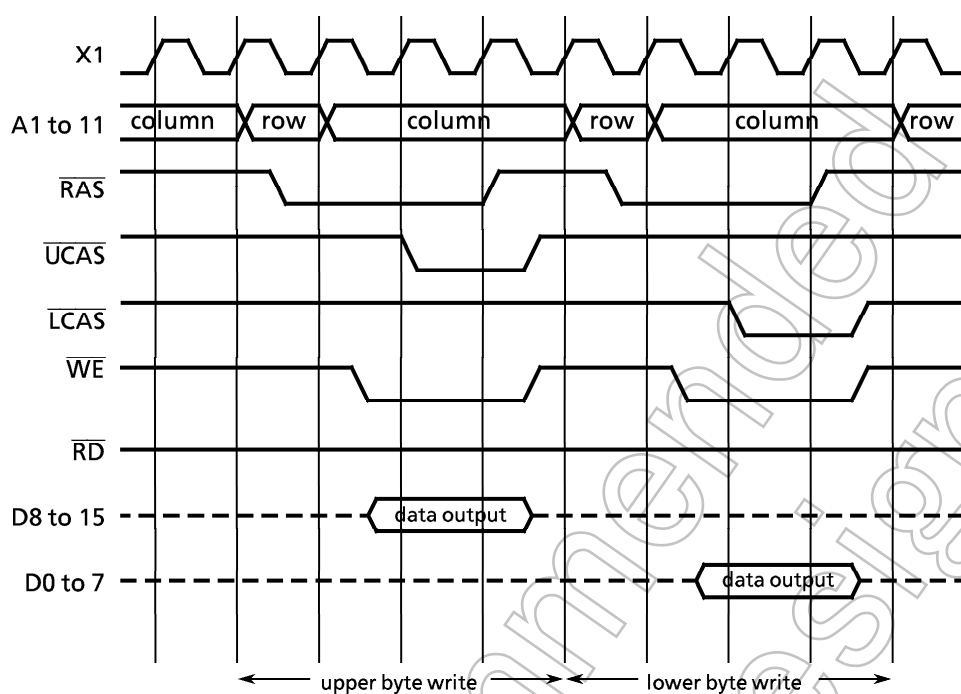 X1
A1 to 11 column row column row column row
RAS
UCAS
LCAS
WE
RD
D8 to 15 data output
D0 to 7 data output
upper byte write lower byte write